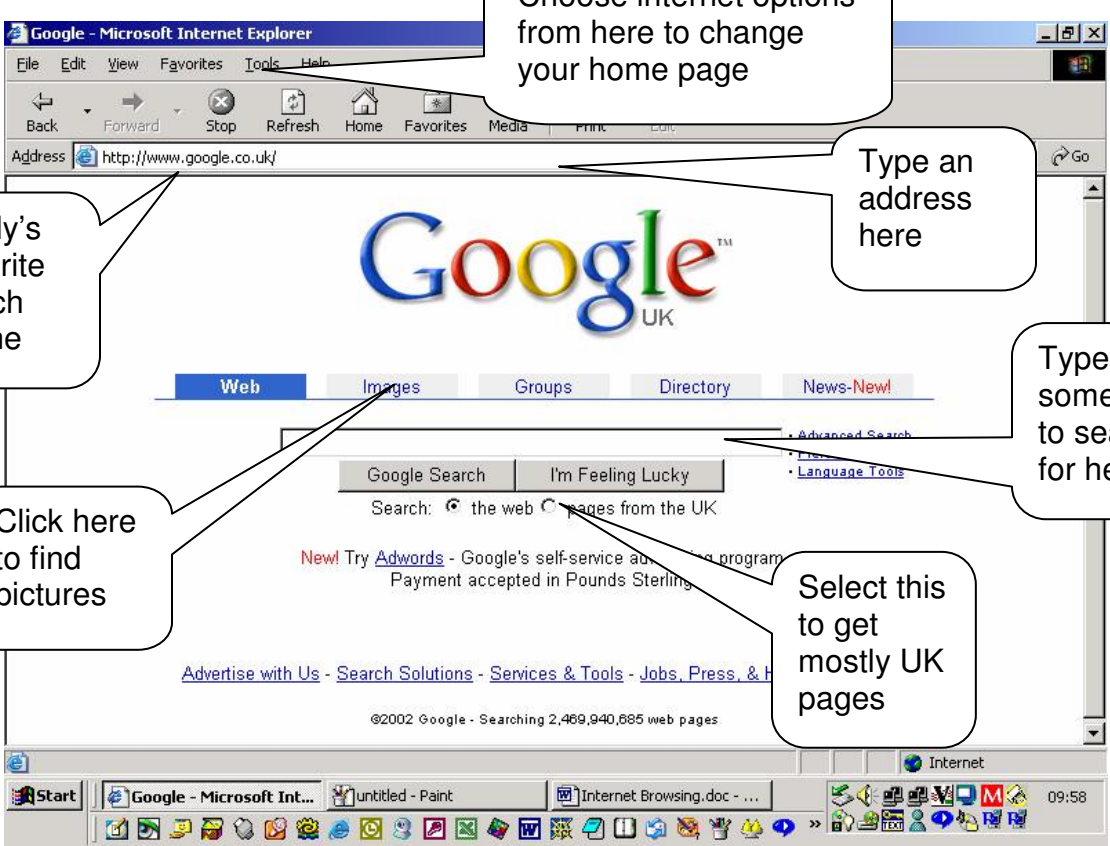 Choose internet options
from here to change
your home page
Google - Microsoft Internet Explorer
File Edit View Favorites Tools Help
Back Forward Stop Refresh Home Favorites Media Print Edit
Address http://www.google.co.uk/ Go
Type an
address
here
Google™
UK
Web Images Groups Directory News-New!
Type
to
for
Advanced Search
Language Tools
Google Search I'm Feeling Lucky
Search: the web pages from the UK
Click here
to find
pictures
New! Try Adwords - Google's self-service program
Payment accepted in Pounds Sterling
Select this
to get
mostly UK
pages
Advertise with Us - Search Solutions - Services & Tools - Jobs, Press, &
©2002 Google - Searching 2,469,940,685 web pages
Internet
Start Google - Microsoft Int... untitled - Paint Internet Browsing.doc - ... 09:58